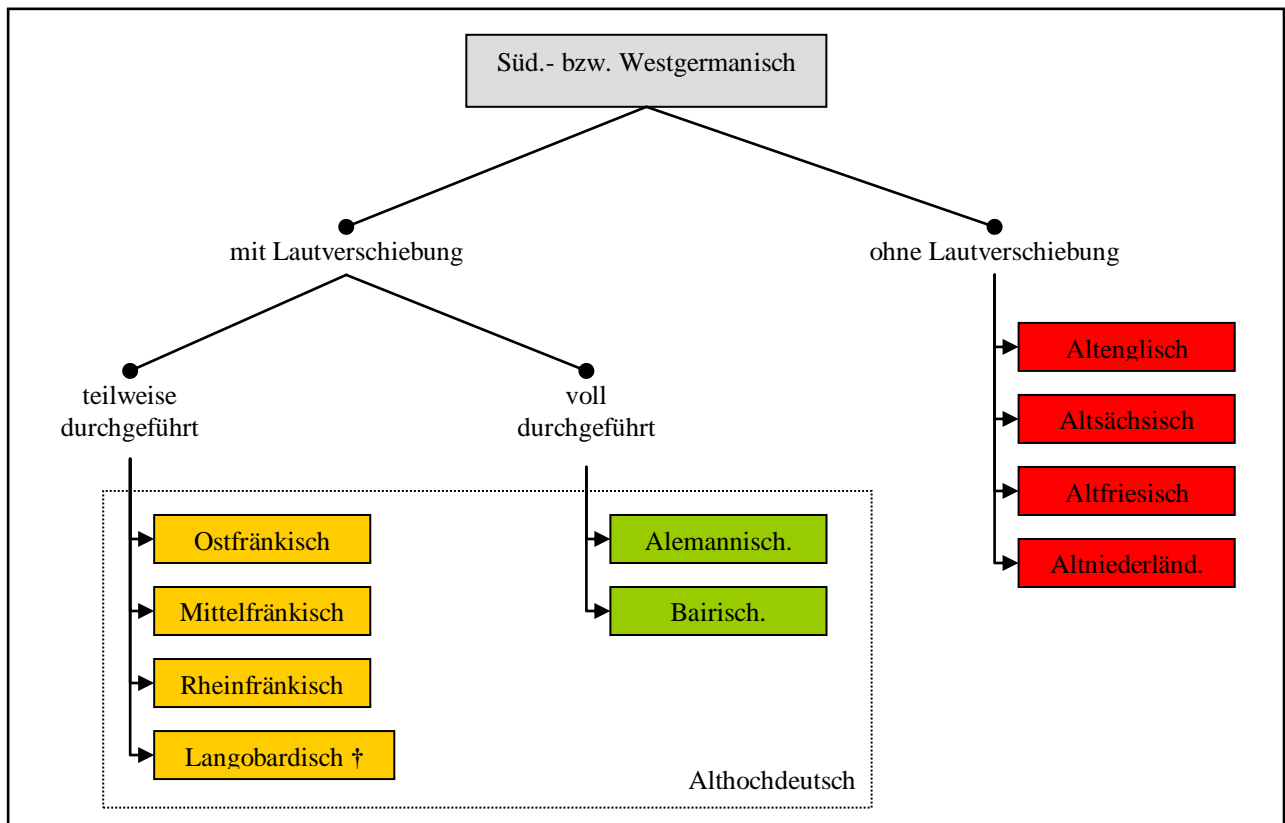 Süd.- bzw. Westgermanisch
mit Lautverschiebung
ohne Lautverschiebung
teilweise
durchgeführt
voll
durchgeführt
Altenglisch
Altsächsisch
Altfriesisch
Altniederländ.
Ostfränkisch
Mittelfränkisch
Rheinfränkisch
Langobardisch †
Alemannisch.
Bairisch.
Althochdeutsch